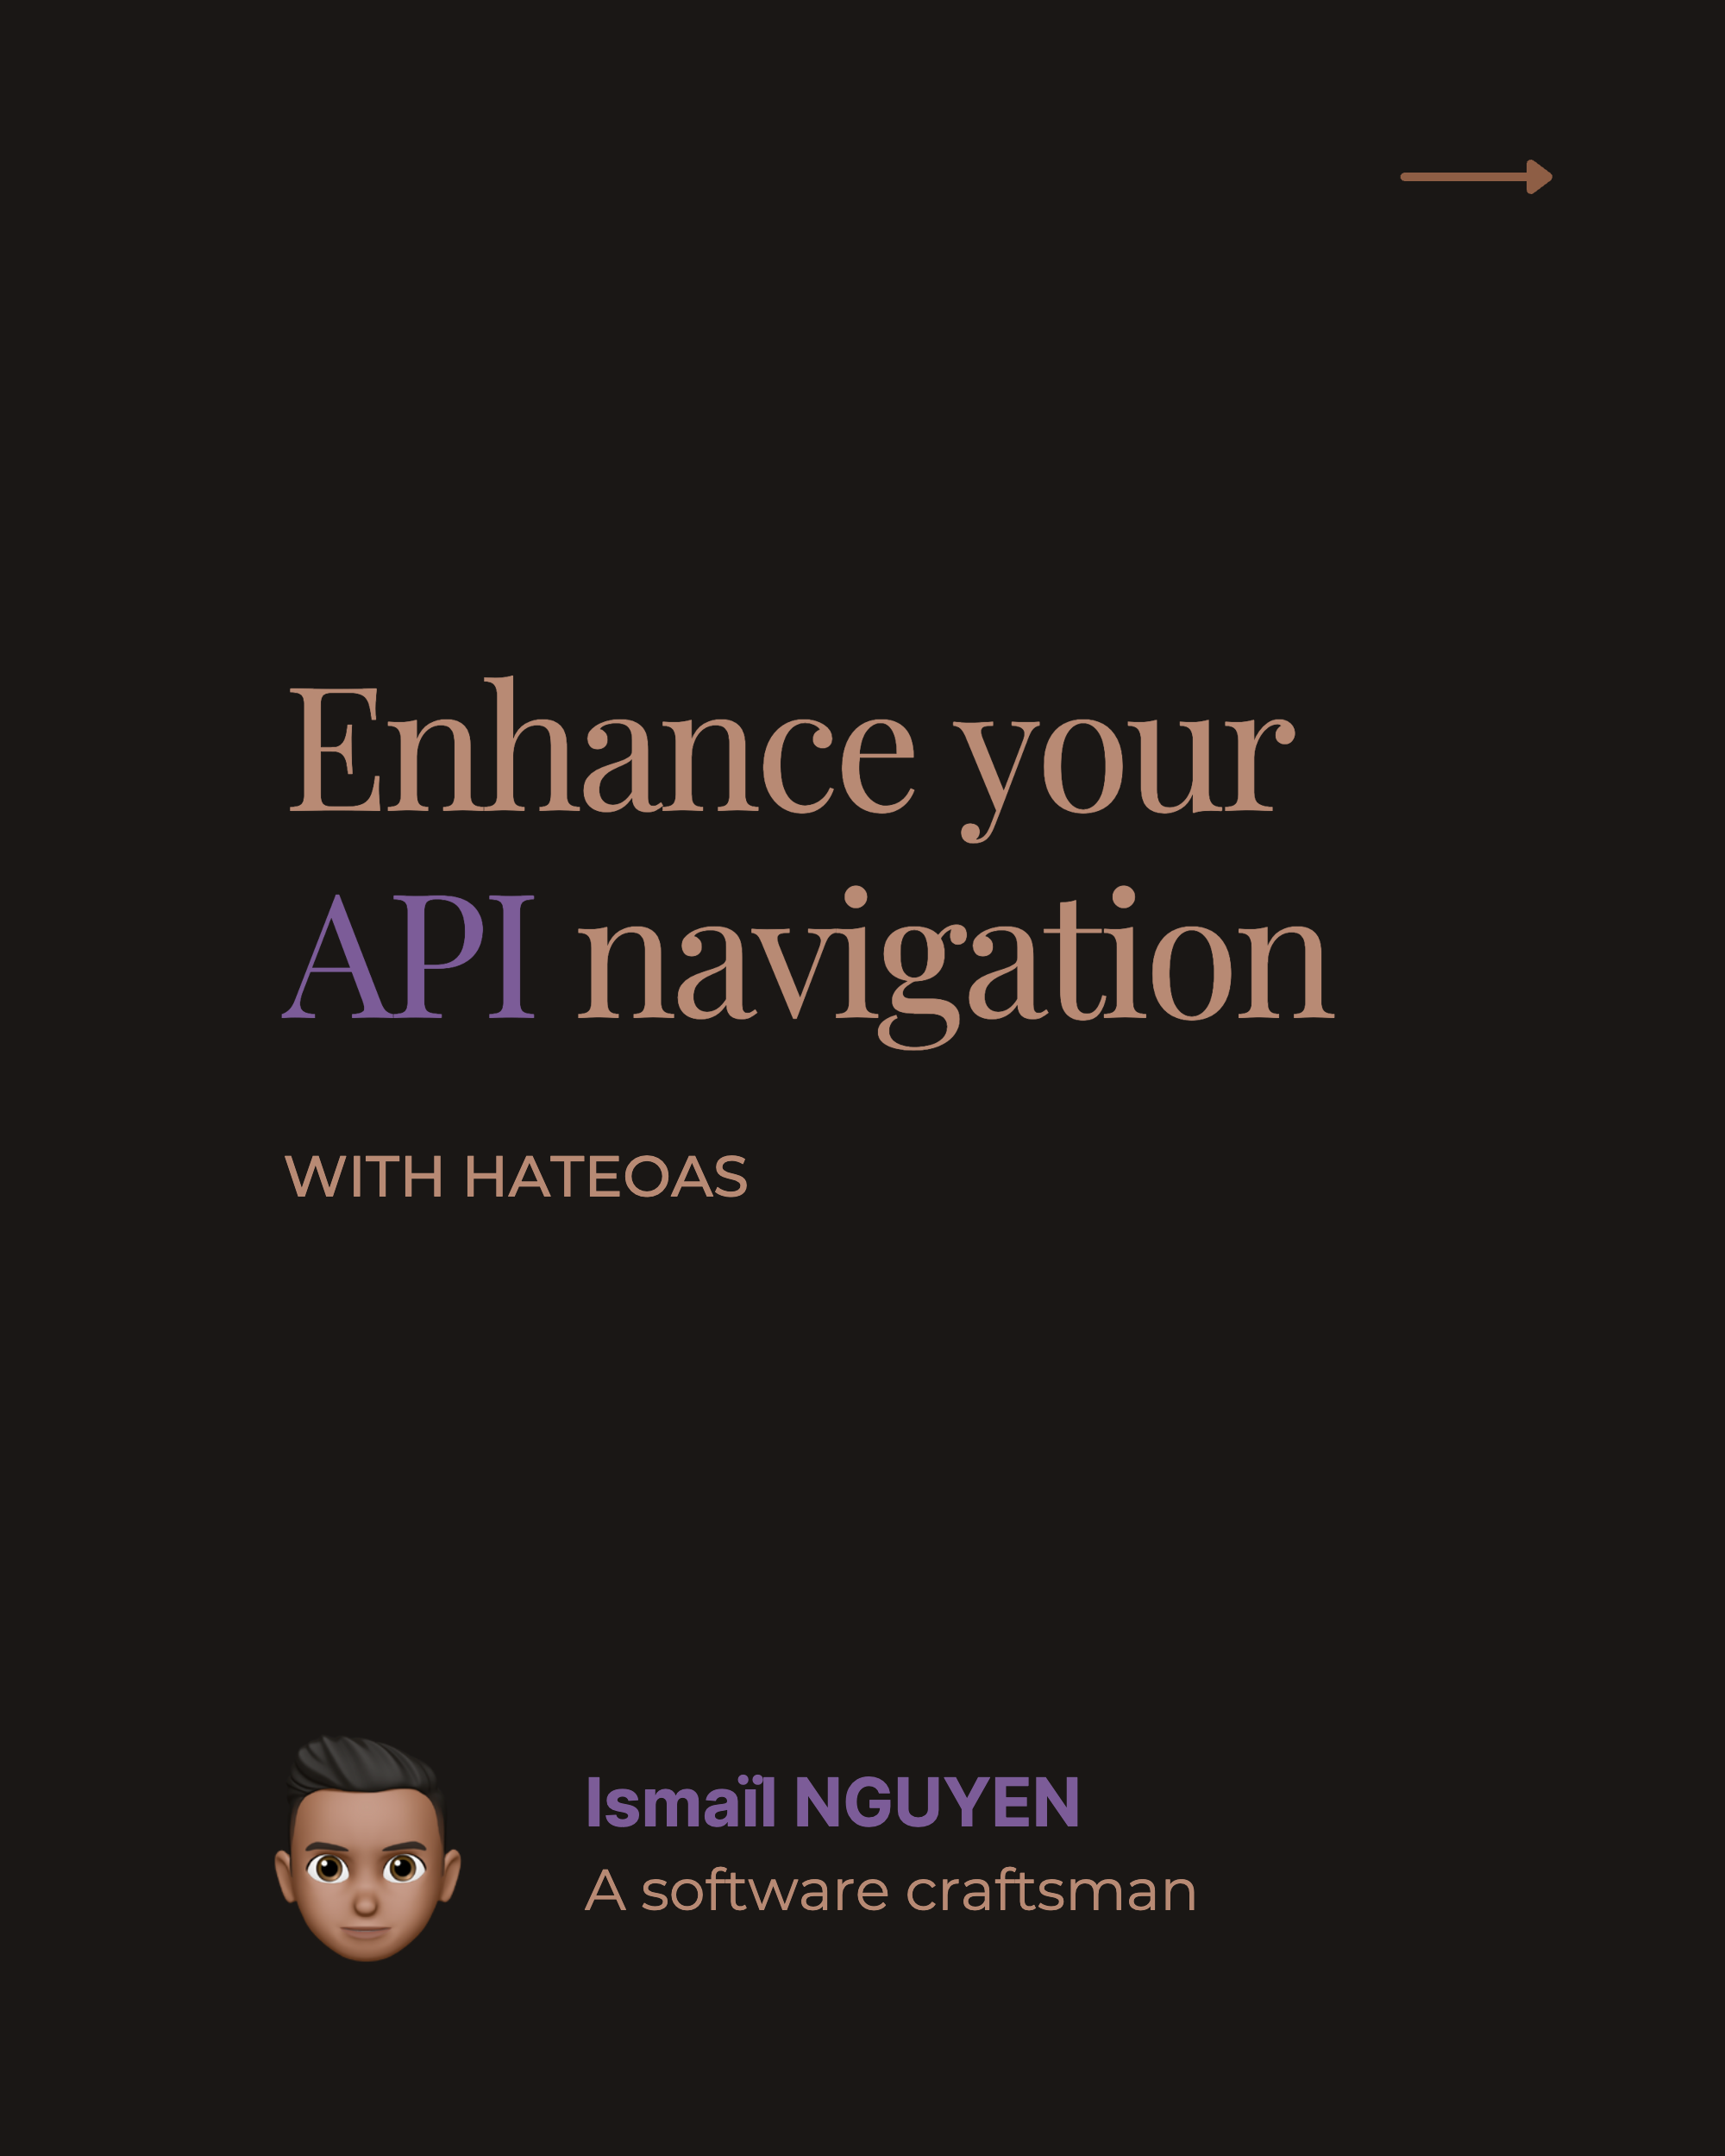 Enhance your
API navigation
WITH HATEOAS
Ismaïl NGUYEN
A software craftsman